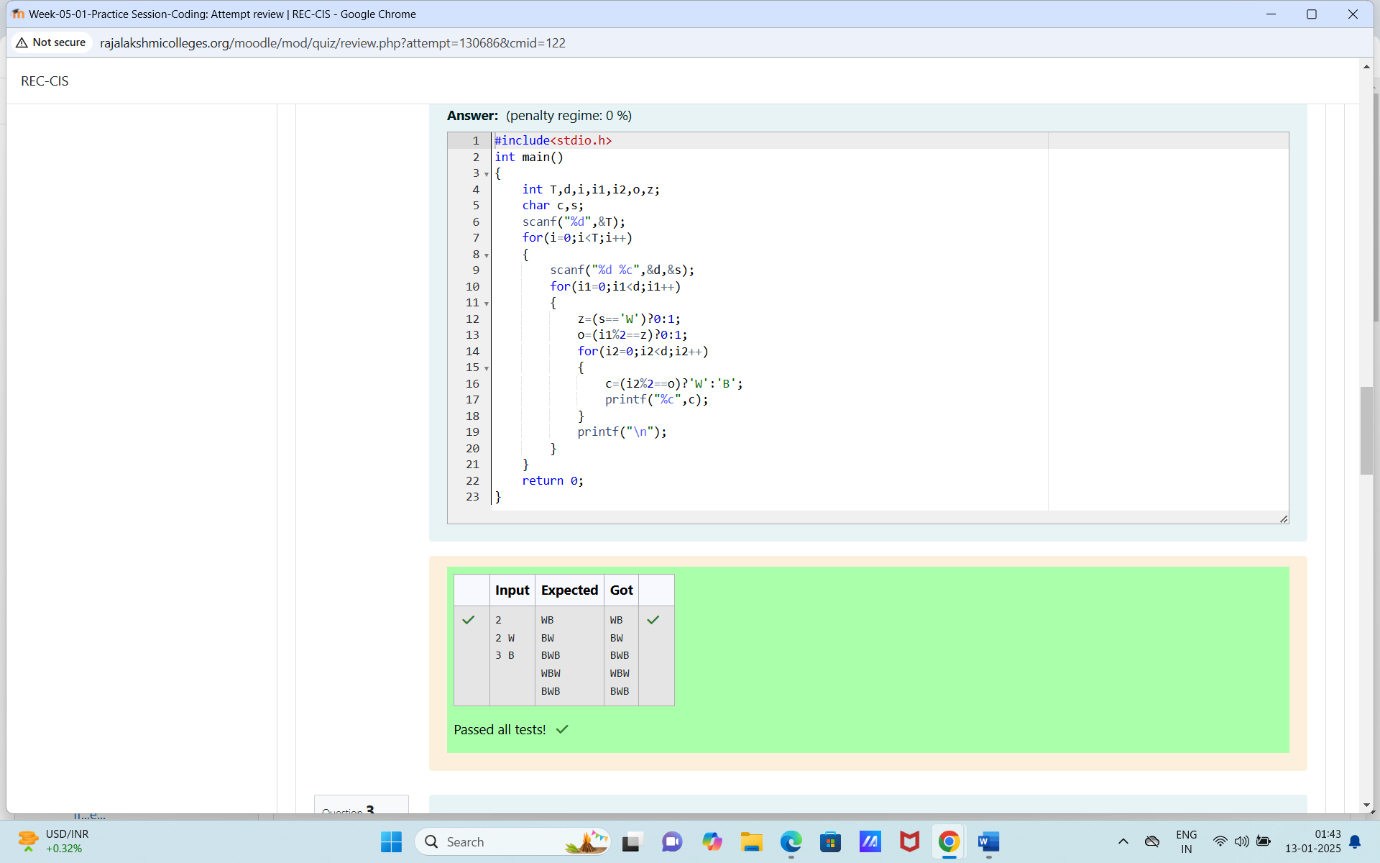 Week-05-01-Practice Session-Coding: Attempt review | REC-CIS - Google Chrome
Not secure rajalakshmicolleges.org/moodle/mod/quiz/review.php?attempt=130686&cmid=122
REC-CIS
Answer: (penalty regime: 0 %)
1 #include<stdio.h>
2 int main()
3 {
4 int T,d,i,i1,i2,o,z;
5 char c,s;
6 scanf("%d",&T);
7 for(i=0;i<T;i++)
8 {
9 scanf("%d %c",&d,&s);
10 for(i1=0;i1<d;i1++)
11 {
12 z=(s=='W')?0:1;
13 o=(i1%2==z)?0:1;
14 for(i2=0;i2<d;i2++)
15 {
16 c=(i2%2==o)?'W':'B';
17 printf("%c",c);
18 }
19 printf("\n");
20 }
21 }
22 return 0;
23 }
Input Expected Got
2 WB WB
2 W BW BW
3 B BWB BWB
WBW WBW
BWB BWB
Passed all tests!
Question 3
USD/INR
+0.32%
Search
ENG
IN
01:43
13-01-2025